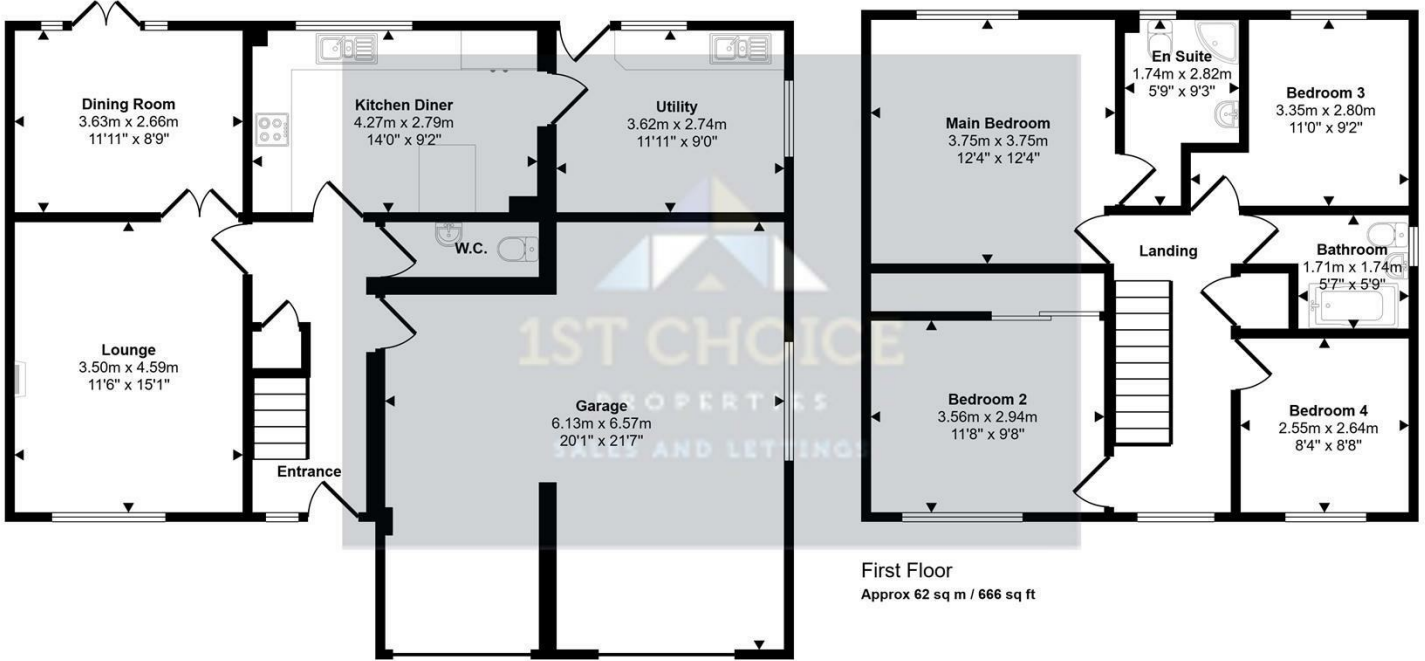 Dining Room
3.63m x 2.66m
11'11" x 8'9"
Kitchen Diner
4.27m x 2.79m
14'0" x 9'2"
Utility
3.62m x 2.74m
11'11" x 9'0"
W.C.
Lounge
3.50m x 4.59m
11'6" x 15'1"
Entrance
Garage
6.13m x 6.57m
20'1" x 21'7"
1ST CHOICE
PROPERTIES
SALES AND LETTINGS
Main Bedroom
3.75m x 3.75m
12'4" x 12'4"
En Suite
1.74m x 2.82m
5'9" x 9'3"
Bedroom 3
3.35m x 2.80m
11'0" x 9'2"
Landing
Bathroom
1.71m x 1.74m
5'7" x 5'9"
Bedroom 2
3.56m x 2.94m
11'8" x 9'8"
Bedroom 4
2.55m x 2.64m
8'4" x 8'8"
First Floor
Approx 62 sq m / 666 sq ft